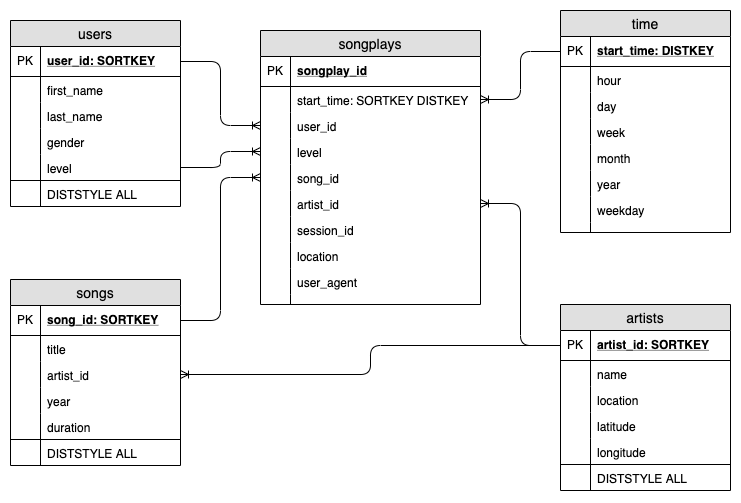 users
PK user_id: SORTKEY
first_name
last_name
gender
level
DISTSTYLE ALL
songplays
PK songplay_id
start_time: SORTKEY DISTKEY
user_id
level
song_id
artist_id
session_id
location
user_agent
time
PK start_time: DISTKEY
hour
day
week
month
year
weekday
songs
PK song_id: SORTKEY
title
artist_id
year
duration
DISTSTYLE ALL
artists
PK artist_id: SORTKEY
name
location
latitude
longitude
DISTSTYLE ALL